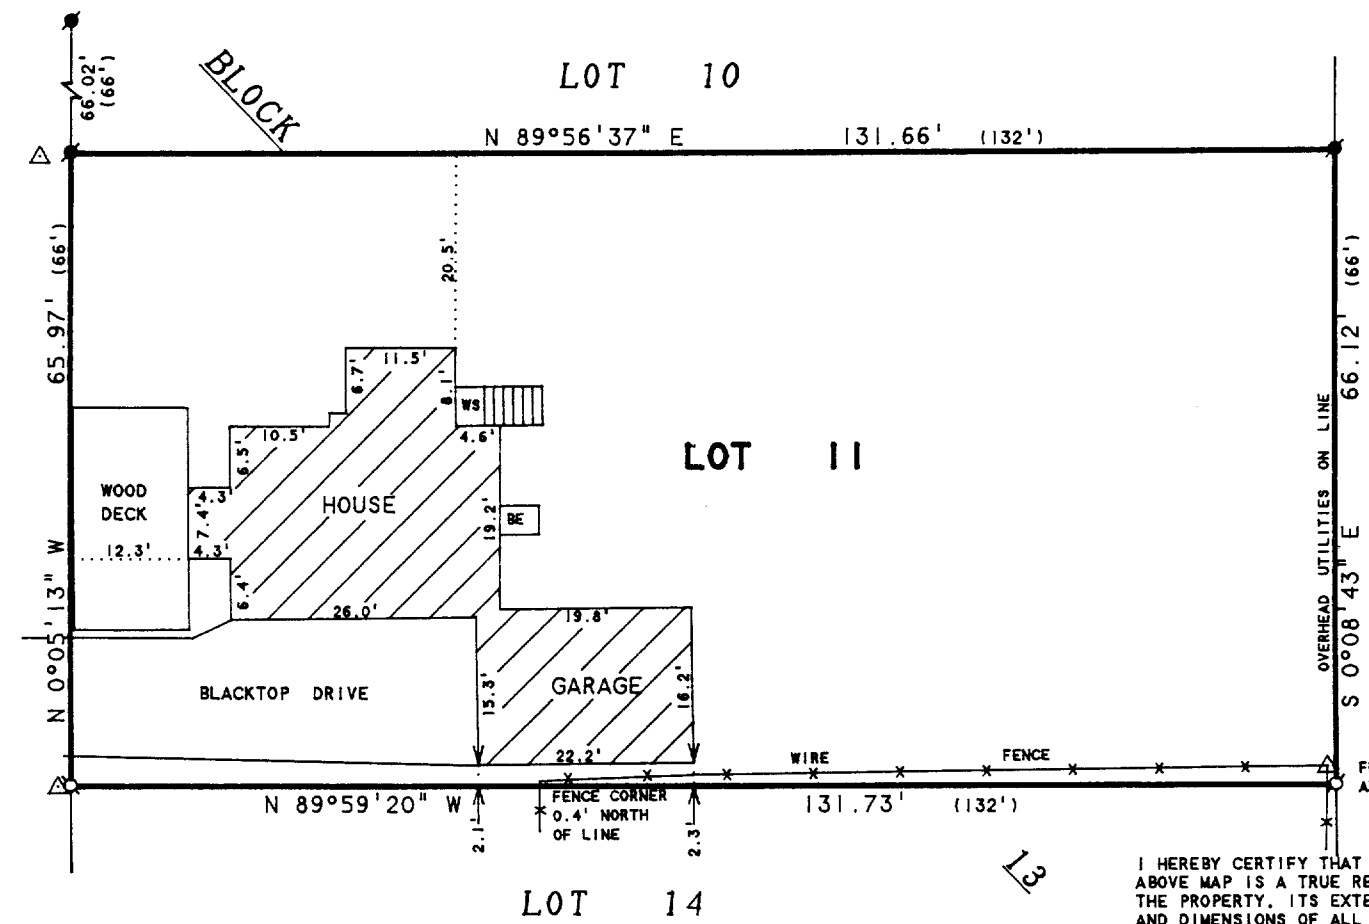 66.02'
(66')
BLOCK
LOT 10
N 89°56'37" E 131.66' (132')
65.97' (66')
N 0°05'13" W
20.5'
11.5'
6.7'
8.1'
WS
10.5'
4.6'
6.5'
LOT 11
WOOD
DECK
12.3'
4.3'
7.4'
4.3'
HOUSE
19.2'
BE
6.4'
26.0'
19.8'
BLACKTOP DRIVE
15.3'
GARAGE
16.2'
22.2'
WIRE FENCE
OVERHEAD UTILITIES ON LINE
66.12' (66')
S 0°08'43" E
N 89°59'20" W
131.73' (132')
FENCE CORNER
0.4' NORTH
OF LINE
2.1'
2.3'
13
LOT 14
I HEREBY CERTIFY THAT
ABOVE MAP IS A TRUE RE
THE PROPERTY, ITS EXTE
AND DIMENSIONS OF ALL